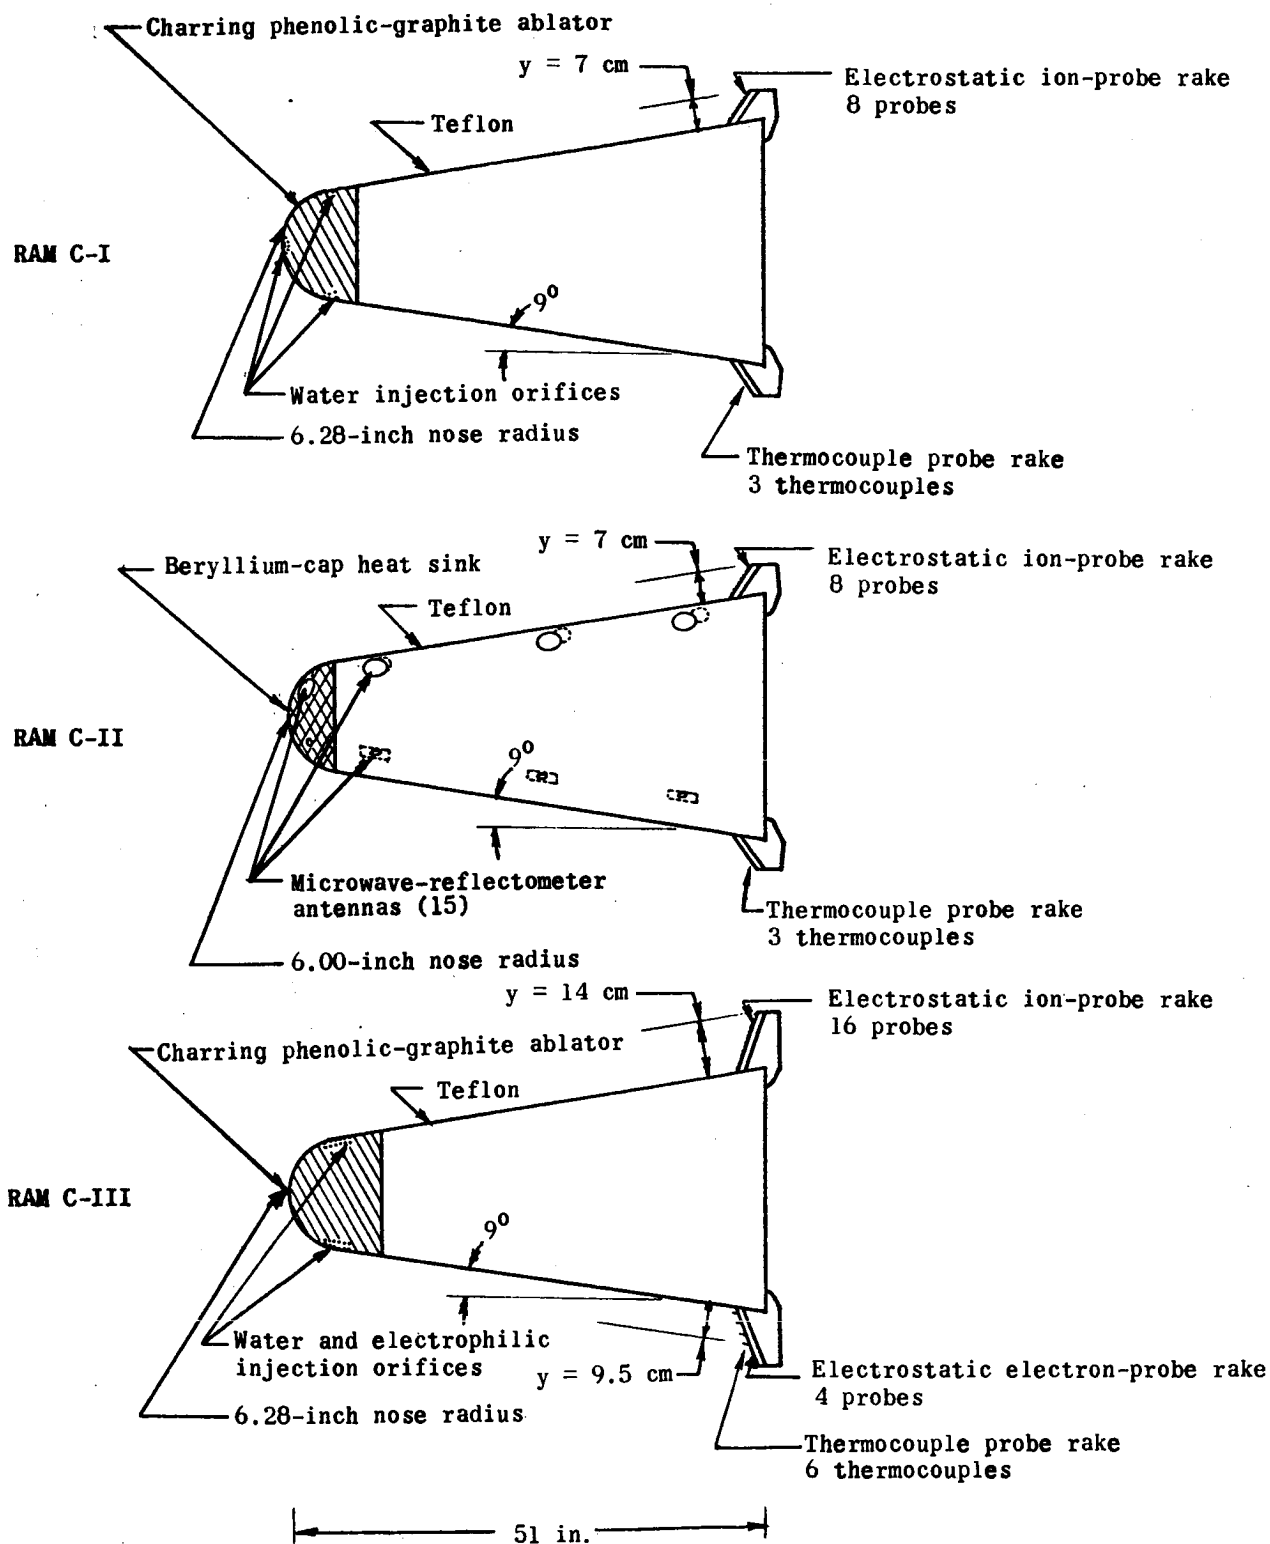 Charring phenolic-graphite ablator
y = 7 cm
Electrostatic ion-probe rake
8 probes
Teflon
RAM C-I
9º
Water injection orifices
6.28-inch nose radius
Thermocouple probe rake
3 thermocouples
y = 7 cm
Beryllium-cap heat sink
Electrostatic ion-probe rake
8 probes
Teflon
RAM C-II
9º
Microwave-reflectometer
antennas (15)
Thermocouple probe rake
3 thermocouples
6.00-inch nose radius
y = 14 cm
Electrostatic ion-probe rake
16 probes
Charring phenolic-graphite ablator
Teflon
RAM C-III
9º
Water and electrophilic
injection orifices
y = 9.5 cm
Electrostatic electron-probe rake
4 probes
6.28-inch nose radius
Thermocouple probe rake
6 thermocouples
51 in.